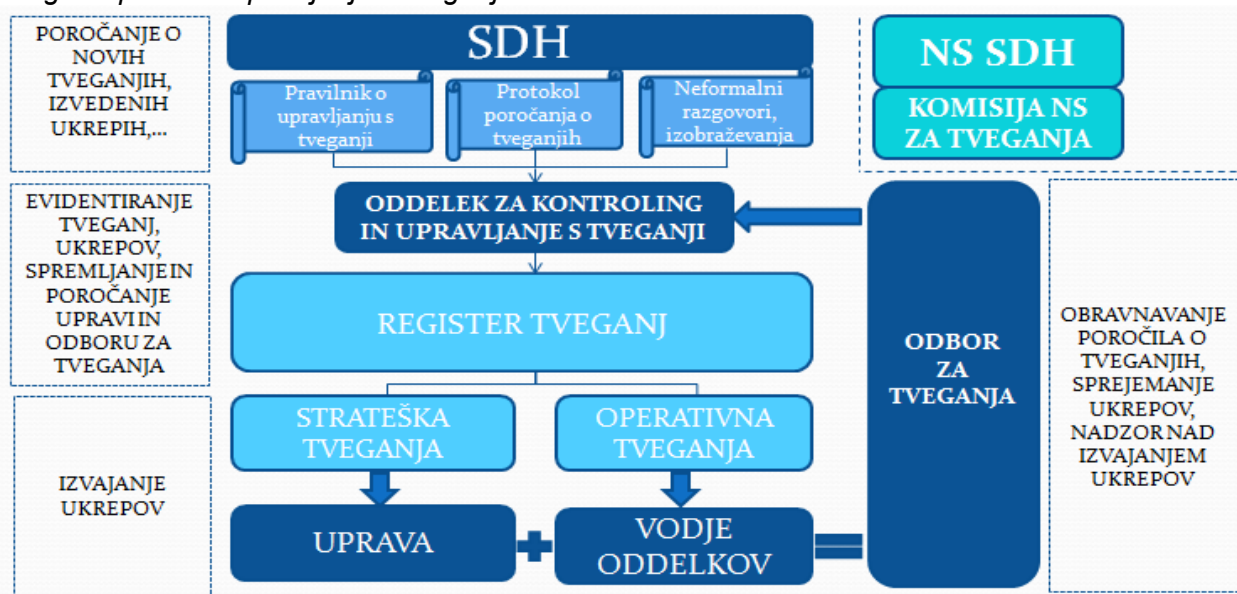 POROČANJE O
NOVIH
TVEGANJIH,
IZVEDENIH
UKREPIH,...
SDH
Pravilnik o
upravljanju s
tveganji
Protokol
poročanja o
tveganjih
Neformalni
razgovori,
izobraževanja
NS SDH
KOMISIJA NS
ZA TVEGANJA
EVIDENTIRANJE
TVEGANJ,
UKREPOV,
SPREMLJANJE IN
POROČANJE
UPRAVI IN
ODBORU ZA
TVEGANJA
ODDELEK ZA KONTROLING
IN UPRAVLJANJE S TVEGANJI
REGISTER TVEGANJ
STRATEŠKA
TVEGANJA
OPERATIVNA
TVEGANJA
ODBOR
ZA
TVEGANJA
OBRAVNAVANJE
POROČILA O
TVEGANJIH,
SPREJEMANJE
UKREPOV,
NADZOR NAD
IZVAJANJEM
UKREPOV
IZVAJANJE
UKREPOV
UPRAVA
VODJE
ODDELKOV